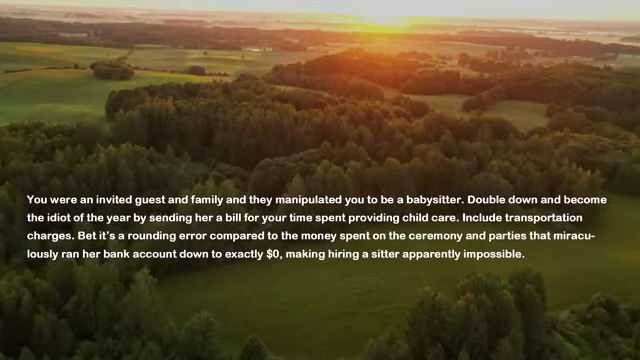 You were an invited guest and family and they manipulated you to be a babysitter. Double down and become
the idiot of the year by sending her a bill for your time spent providing child care. Include transportation
charges. Bet it's a rounding error compared to the money spent on the ceremony and parties that miracu-
lously ran her bank account down to exactly $0, making hiring a sitter apparently impossible.